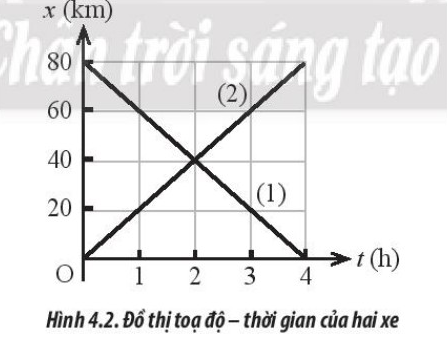 x (km)
Chân trời sáng tạo
80
(2)
60
40
(1)
20
O
1 2 3 4
t (h)
Hình 4.2. Đồ thị toạ độ – thời gian của hai xe